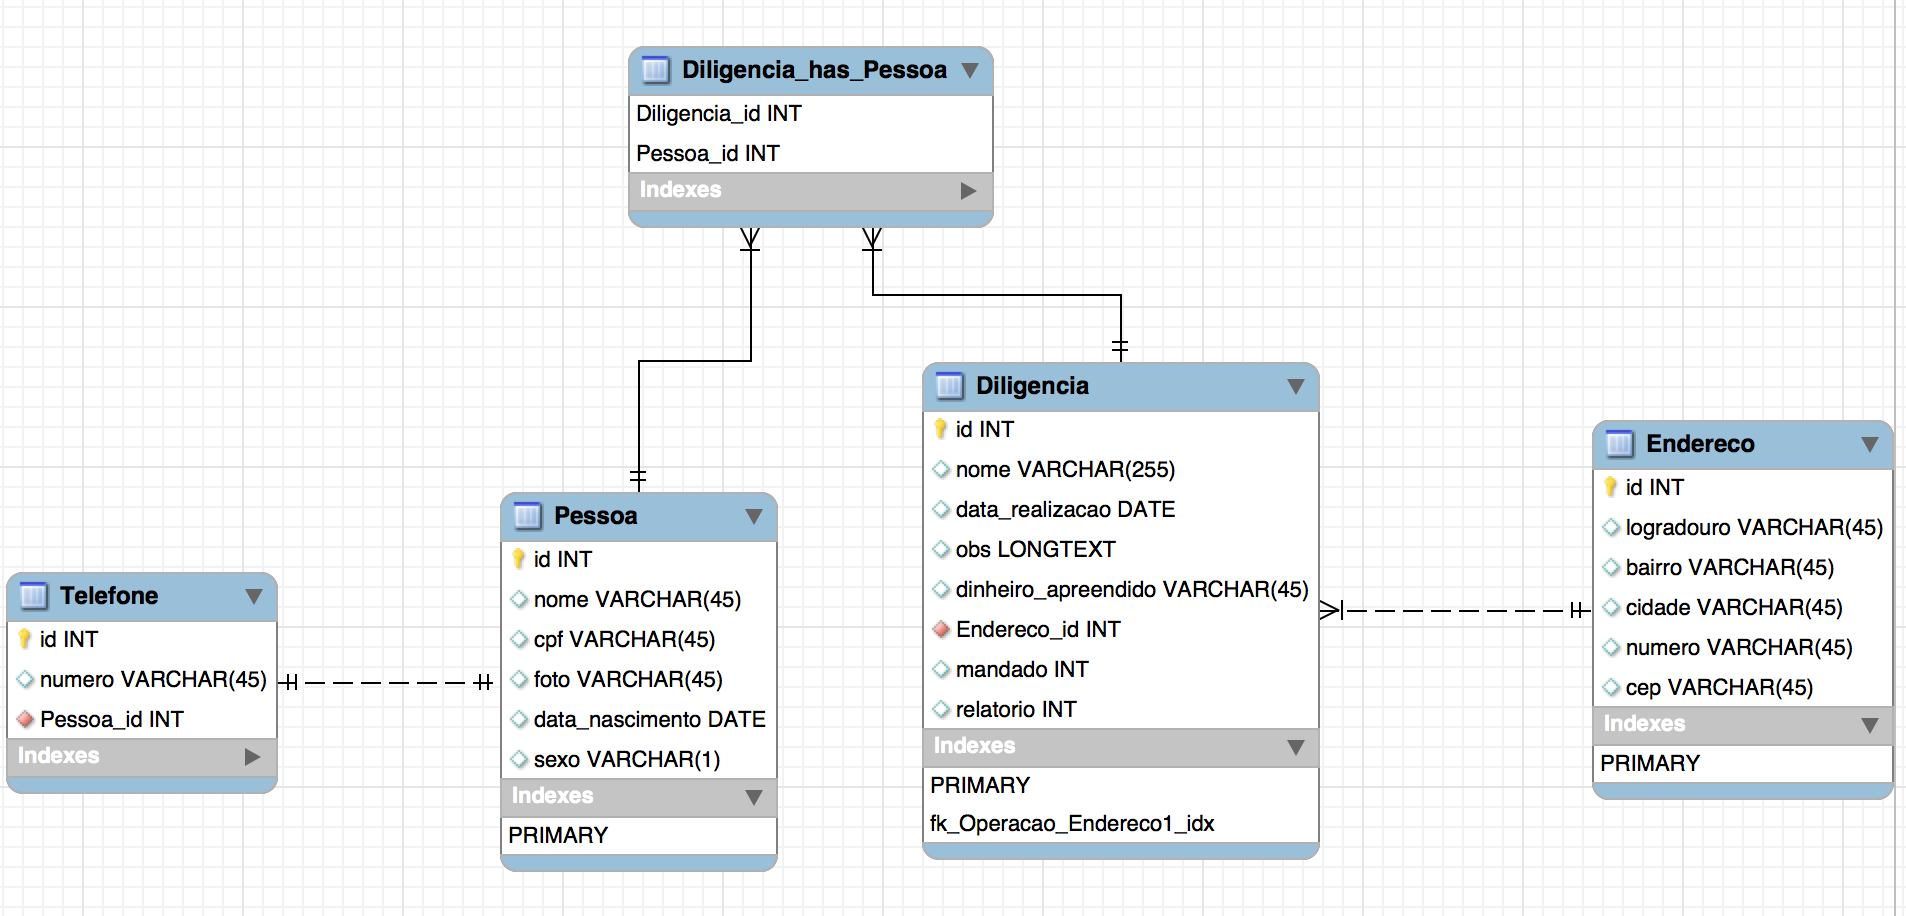 Diligencia_has_Pessoa
Diligencia_id INT
Pessoa_id INT
Indexes
Telefone
id INT
numero VARCHAR(45)
Pessoa_id INT
Indexes
Pessoa
id INT
nome VARCHAR(45)
cpf VARCHAR(45)
foto VARCHAR(45)
data_nascimento DATE
sexo VARCHAR(1)
Indexes
PRIMARY
Diligencia
id INT
nome VARCHAR(255)
data_realizacao DATE
obs LONGTEXT
dinheiro_apreendido VARCHAR(45)
Endereco_id INT
mandado INT
relatorio INT
Indexes
PRIMARY
fk_Operacao_Endereco1_idx
Endereco
id INT
logradouro VARCHAR(45)
bairro VARCHAR(45)
cidade VARCHAR(45)
numero VARCHAR(45)
cep VARCHAR(45)
Indexes
PRIMARY